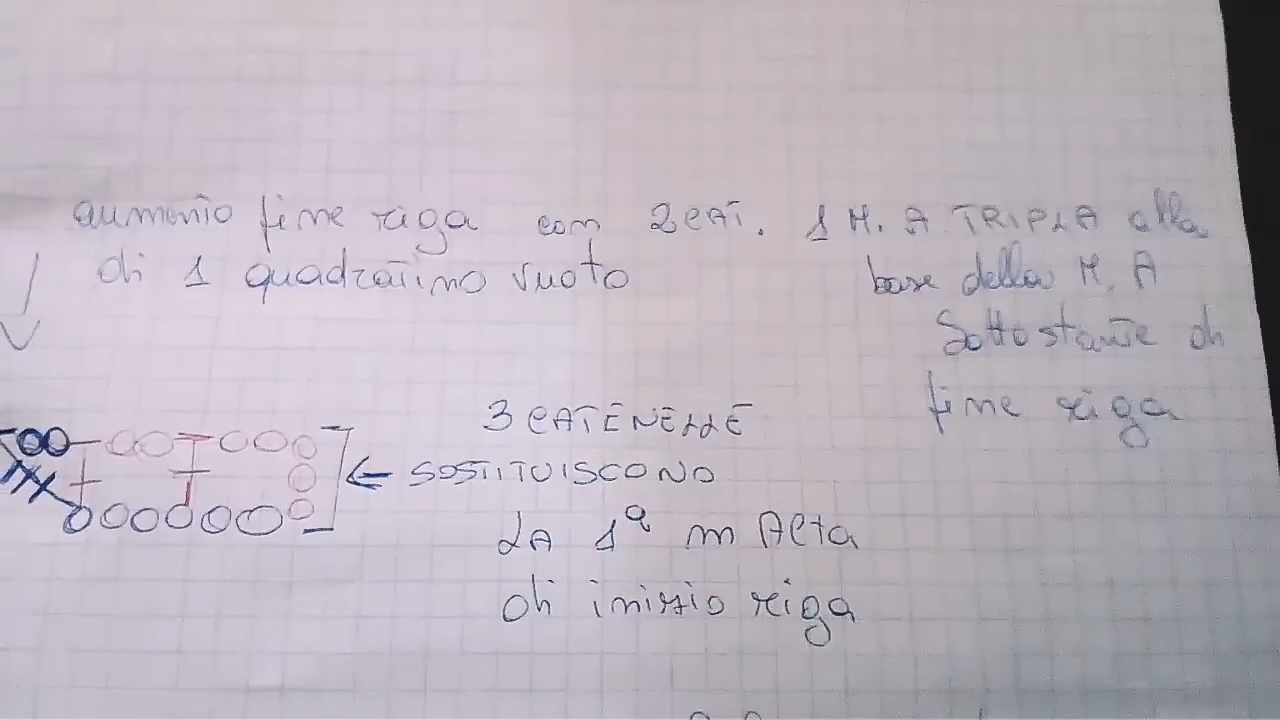 aumento fine riga con 2 CAT. 1 M. A. TRIPLA alla
di 1 quadratino vuoto base della M. A
sottostante di
fine riga
3 CATENELLE
SOSTITUISCONO
LA 1ª m Alta
di inizio riga